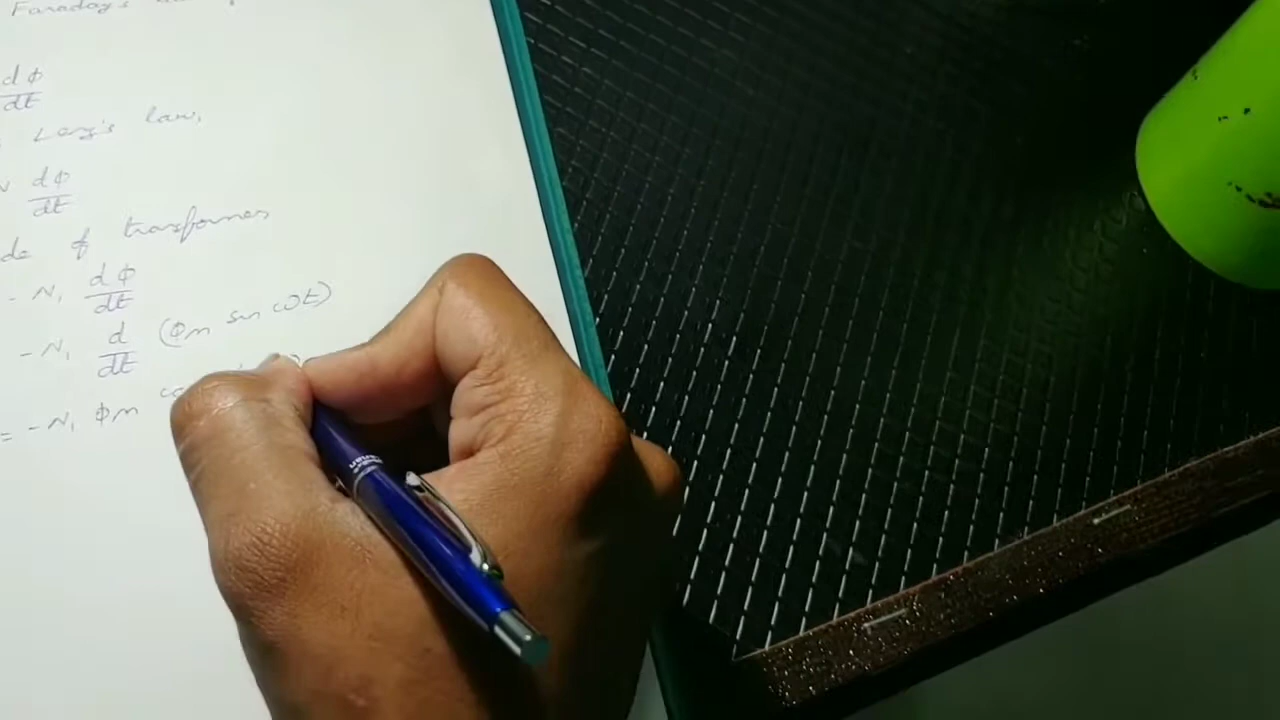 Faraday's
dφ
dt
Lenz's law,
N dφ
dt
de of transformer
- N₁ dφ
dt
- N₁ d (φm sin ωt)
dt
= - N₁ φm